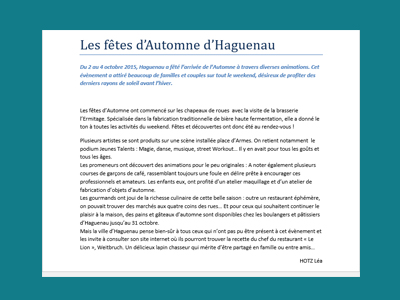 Les fêtes d'Automne d'Haguenau
Du 2 au 4 octobre 2015, Haguenau a fêté l'arrivée de l'Automne à travers diverses animations. Cet
évènement a attiré beaucoup de familles et couples sur tout le weekend, désireux de profiter des
derniers rayons de soleil avant l'hiver.
Les fêtes d'Automne ont commencé sur les chapeaux de roues avec la visite de la brasserie
l'Ermitage. Spécialisée dans la fabrication traditionnelle de bière haute fermentation, elle a donné le
ton à toutes les activités du weekend. Fêtes et découvertes ont donc été au rendez-vous !
Plusieurs artistes se sont produits sur une scène installée place d'Armes. On retient notamment le
podium Jeunes Talents : Magie, danse, musique, street Workout... Il y en avait pour tous les goûts et
tous les âges.
Les promeneurs ont découvert des animations pour le peu originales : A noter également plusieurs
courses de garçons de café, rassemblant toujours une foule en délire prête à encourager ces
professionnels et amateurs. Les enfants eux, ont profité d'un atelier maquillage et d'un atelier de
fabrication d'objets d'automne.
Les gourmands ont joui de la richesse culinaire de cette belle saison : outre un restaurant éphémère,
on pouvait trouver des marchés aux quatre coins des rues... Et pour ceux qui souhaitent continuer le
plaisir à la maison, des pains et gâteaux d'automne sont disponibles chez les boulangers et pâtissiers
d'Haguenau jusqu'au 31 octobre.
Mais la ville d'Haguenau pense bien-sûr à tous ceux qui n'ont pas pu être présent à cet évènement et
les invite à consulter son site internet où ils pourront trouver la recette du chef du restaurant « Le
Lion », Weitbruch. Un délicieux lapin chasseur qui mérite d'être partagé en famille ou entre amis...
HOTZ Léa